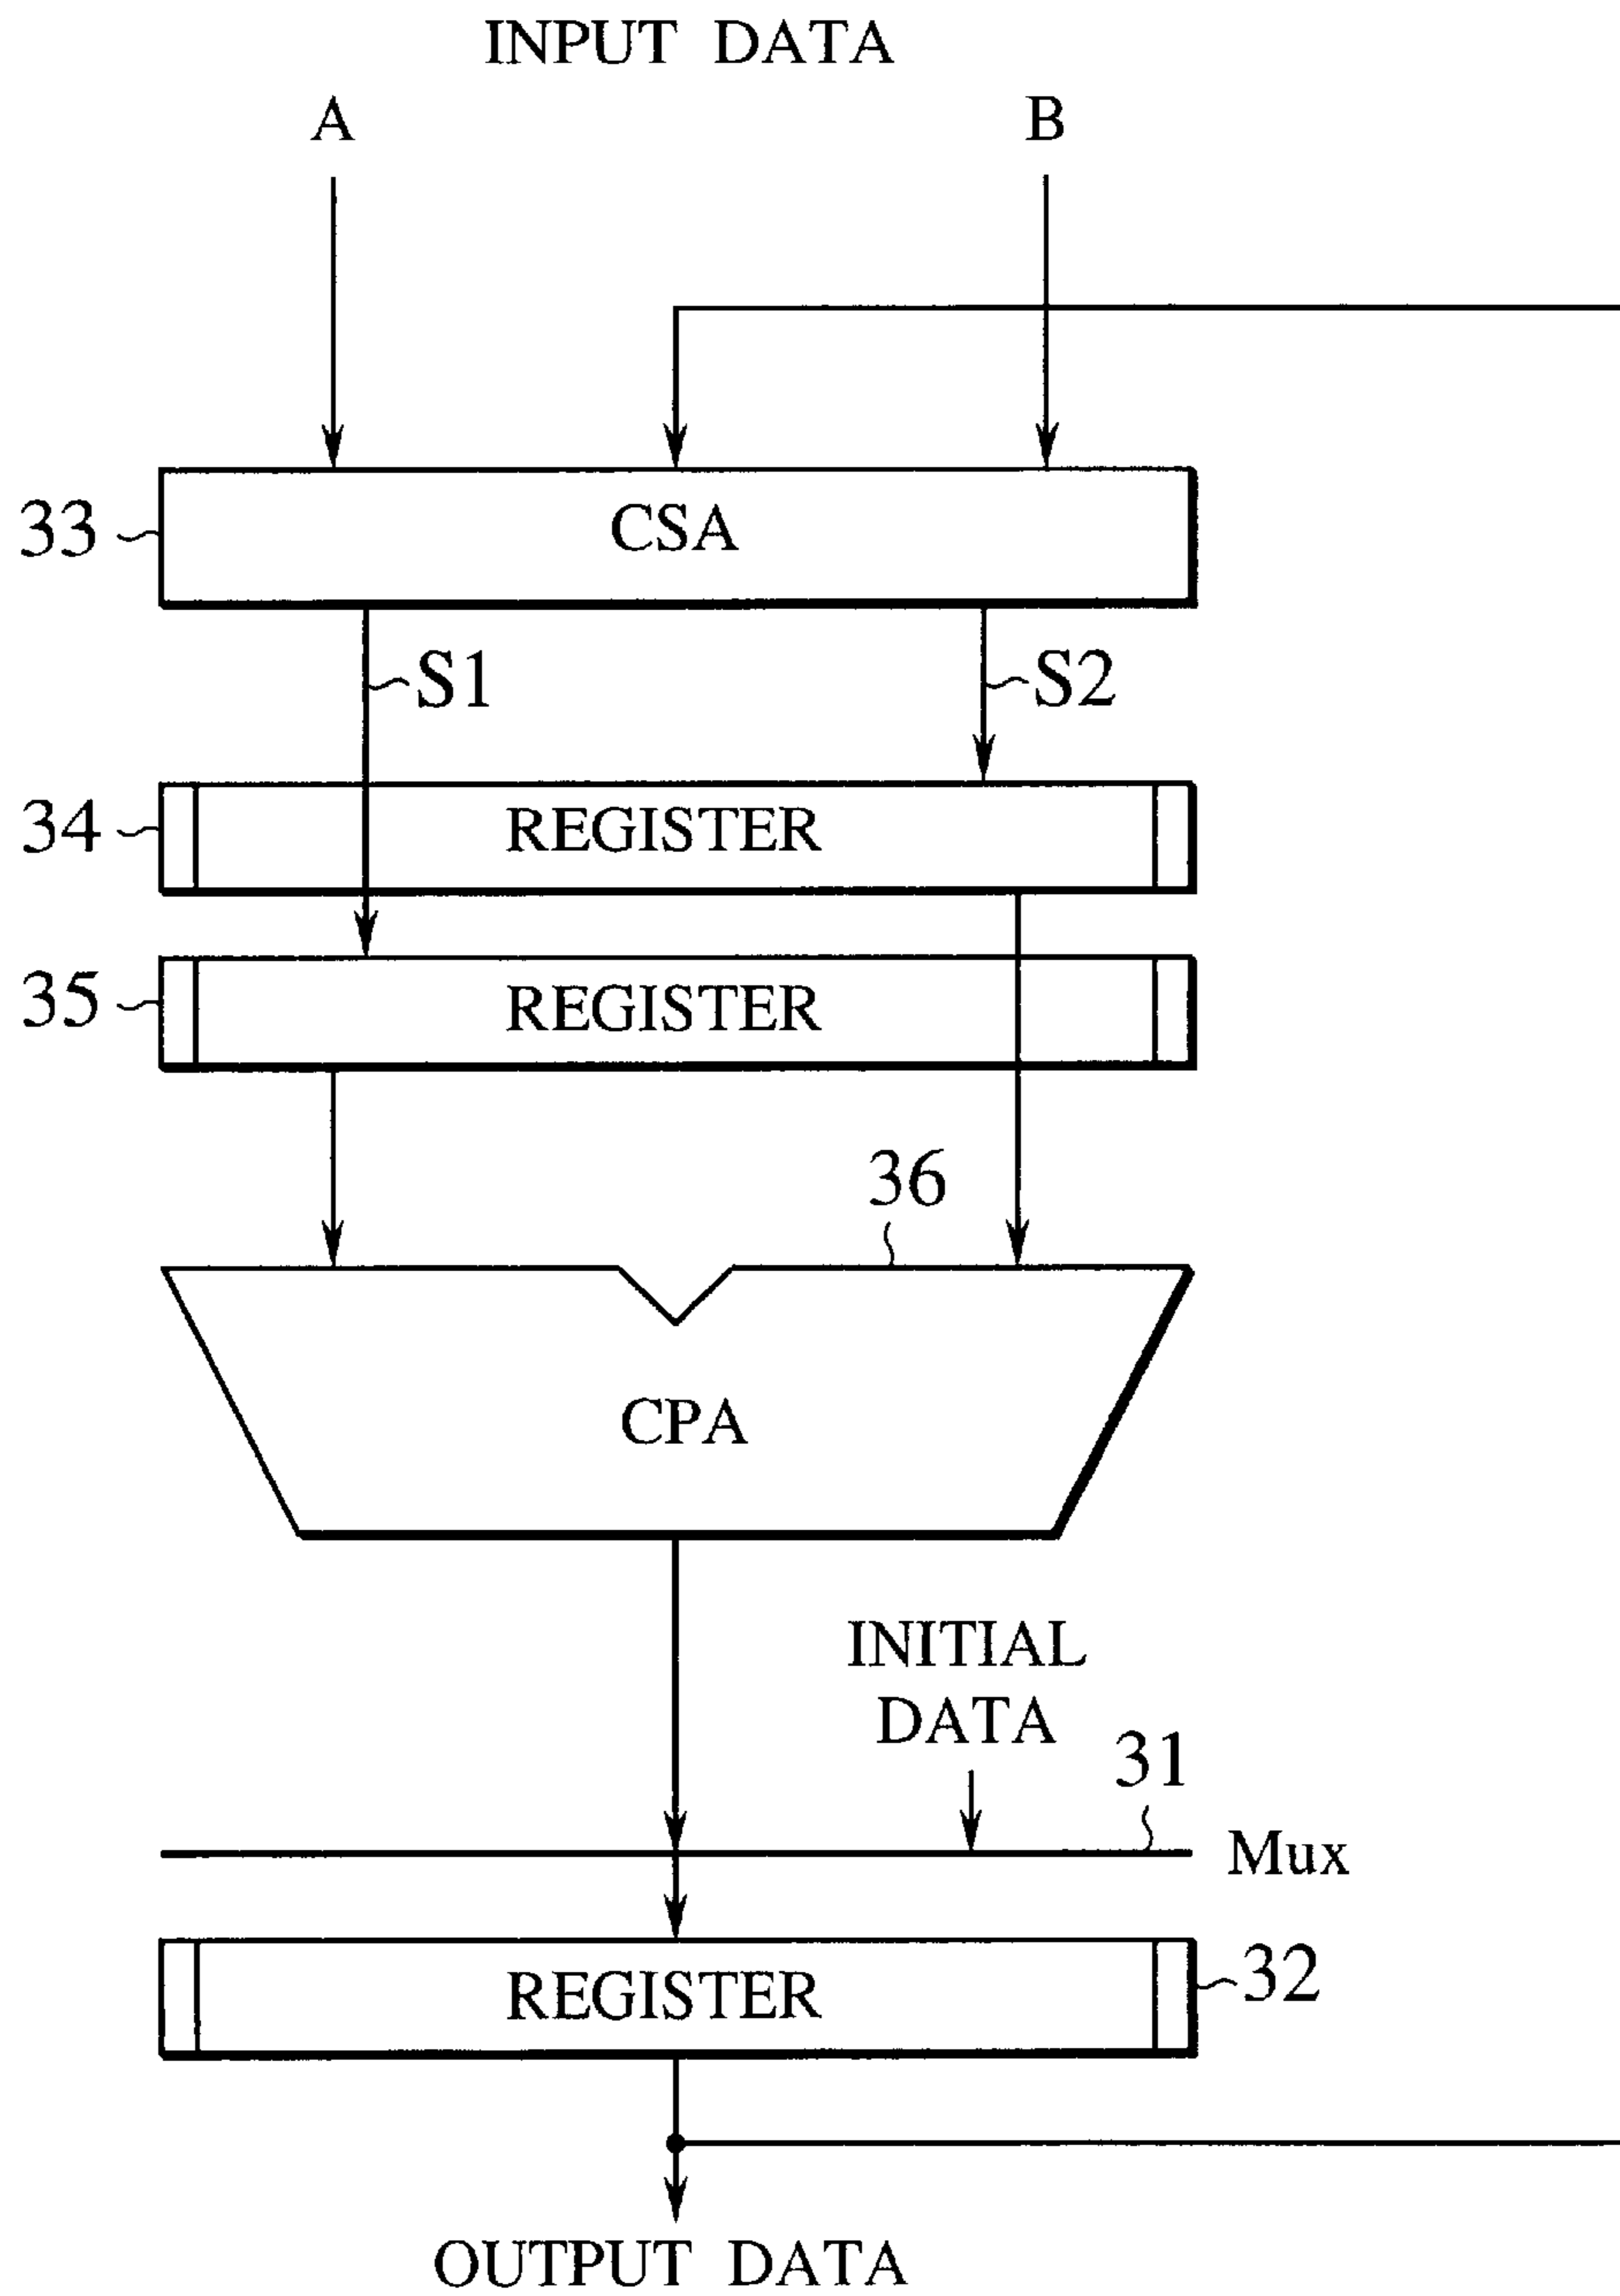 INPUT DATA
A B
33 CSA
S1 S2
34 REGISTER
35 REGISTER
36
CPA
INITIAL
DATA
31
Mux
REGISTER 32
OUTPUT DATA